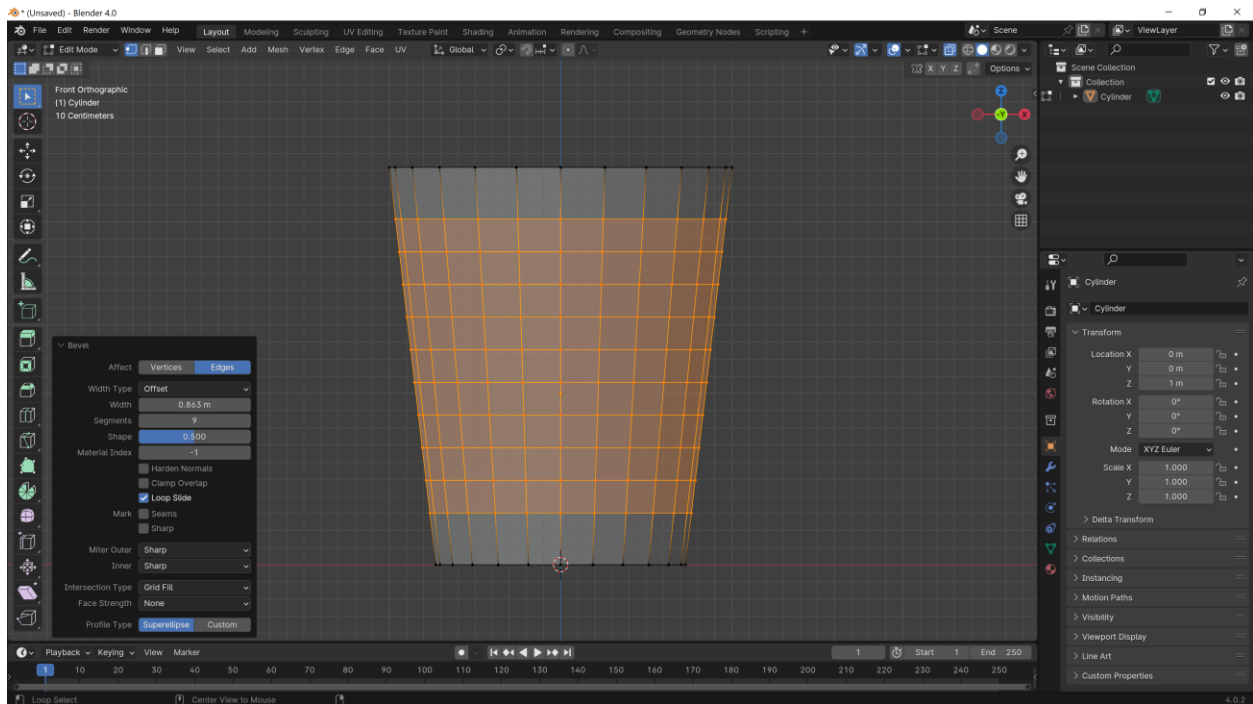 * (Unsaved) - Blender 4.0
File Edit Render Window Help Layout Modeling Sculpting UV Editing Texture Paint Shading Animation Rendering Compositing Geometry Nodes Scripting + Scene ViewLayer
Edit Mode View Select Add Mesh Vertex Edge Face UV Global
X Y Z Options
Front Orthographic
(1) Cylinder
10 Centimeters
Z
-Y X
Bevel
Affect Vertices Edges
Width Type Offset
Width 0.863 m
Segments 9
Shape 0.500
Material Index -1
Harden Normals
Clamp Overlap
Loop Slide
Mark Seams
Sharp
Miter Outer Sharp
Inner Sharp
Intersection Type Grid Fill
Face Strength None
Profile Type Superellipse Custom
Scene Collection
Collection
Cylinder
Cylinder
Cylinder
Transform
Location X 0 m
Y 0 m
Z 1 m
Rotation X 0°
Y 0°
Z 0°
Mode XYZ Euler
Scale X 1.000
Y 1.000
Z 1.000
Delta Transform
Relations
Collections
Instancing
Motion Paths
Visibility
Viewport Display
Line Art
Custom Properties
Playback Keying View Marker 1 Start 1 End 250
1 10 20 30 40 50 60 70 80 90 100 110 120 130 140 150 160 170 180 190 200 210 220 230 240 250
Loop Select Center View to Mouse 4.0.2